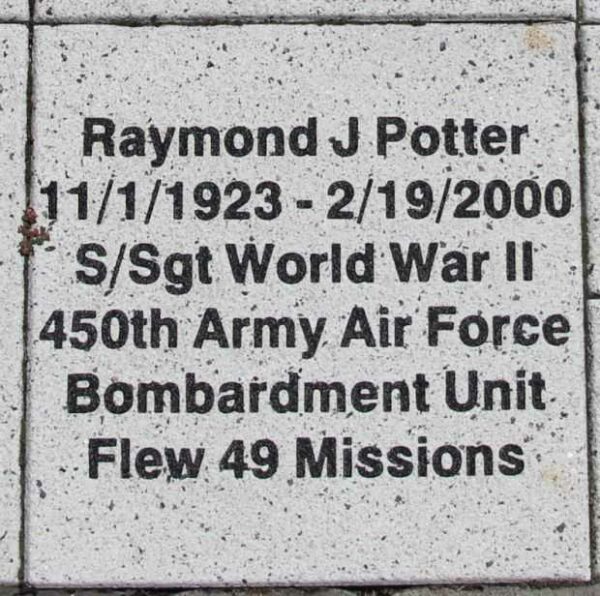 Raymond J Potter
11/1/1923 - 2/19/2000
S/Sgt World War II
450th Army Air Force
Bombardment Unit
Flew 49 Missions